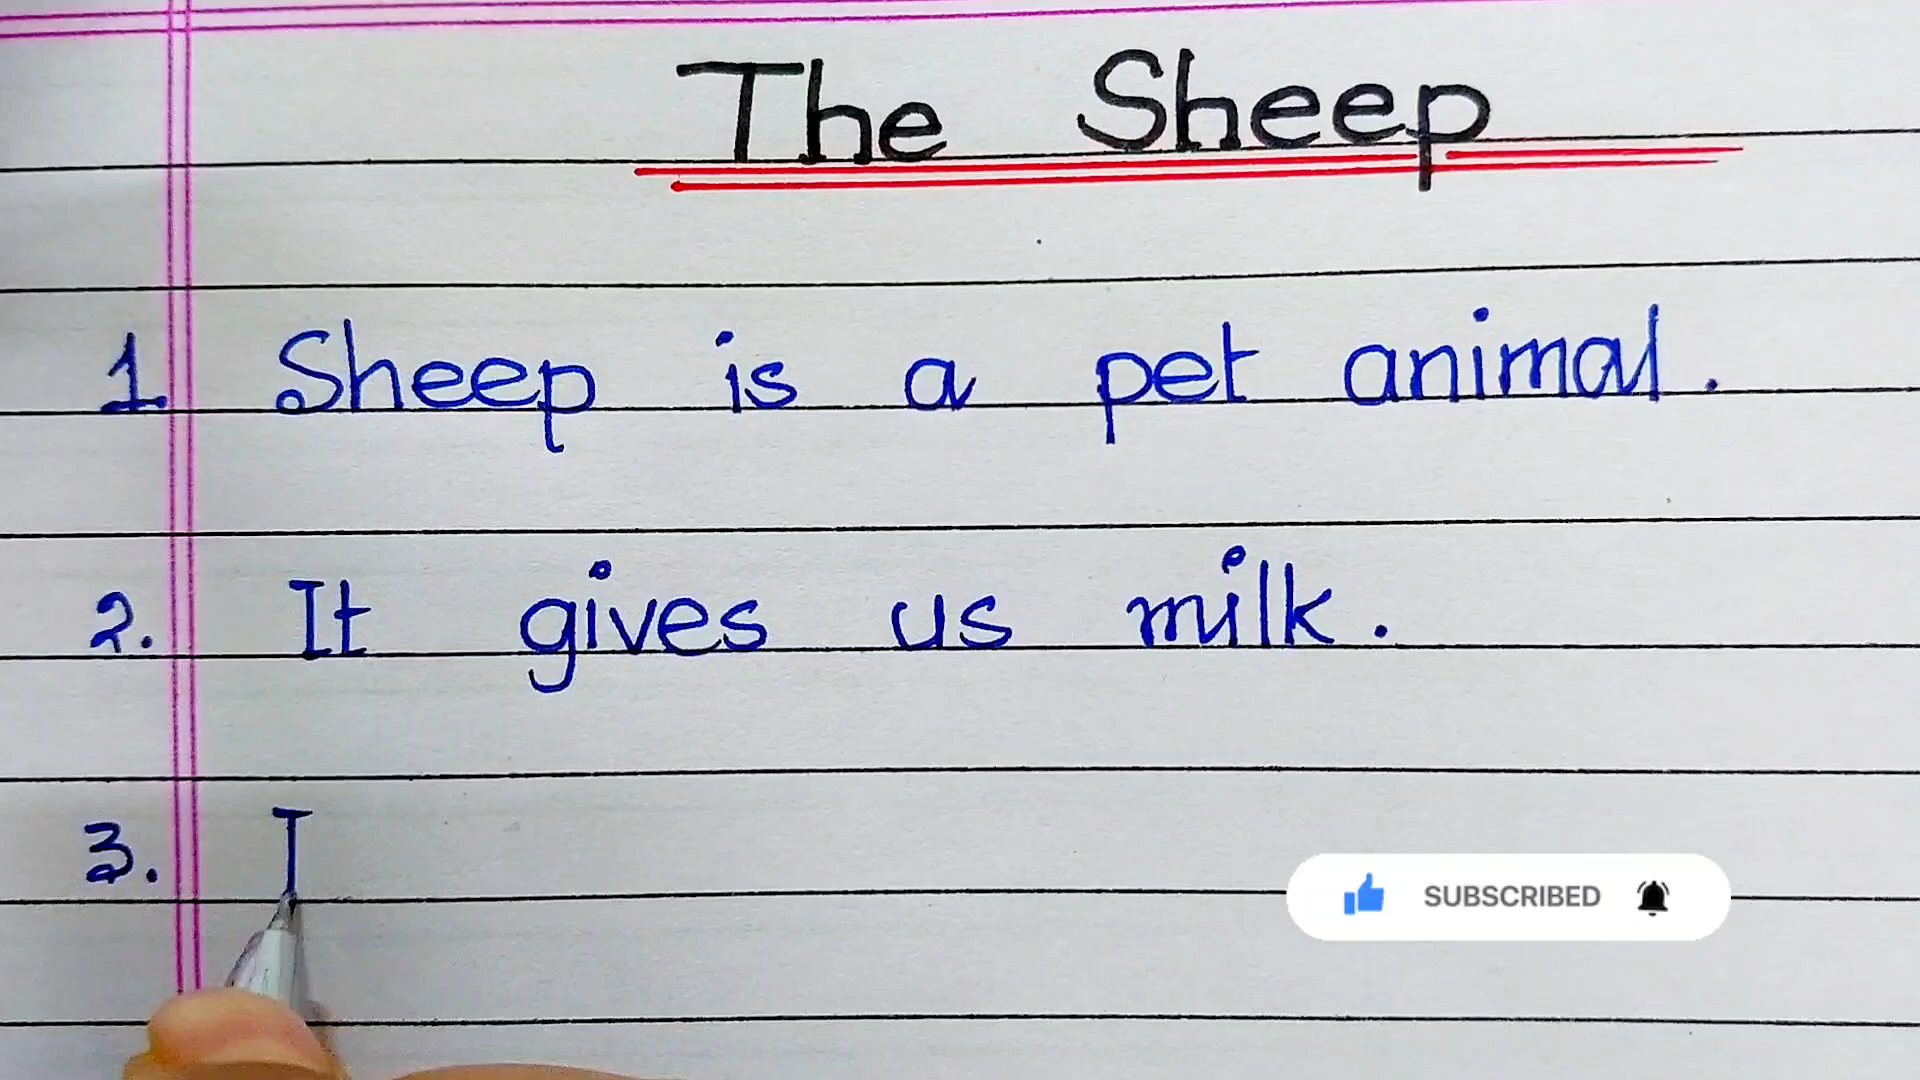 The Sheep
1. Sheep is a pet animal.
2. It gives us milk.
3. I
SUBSCRIBED